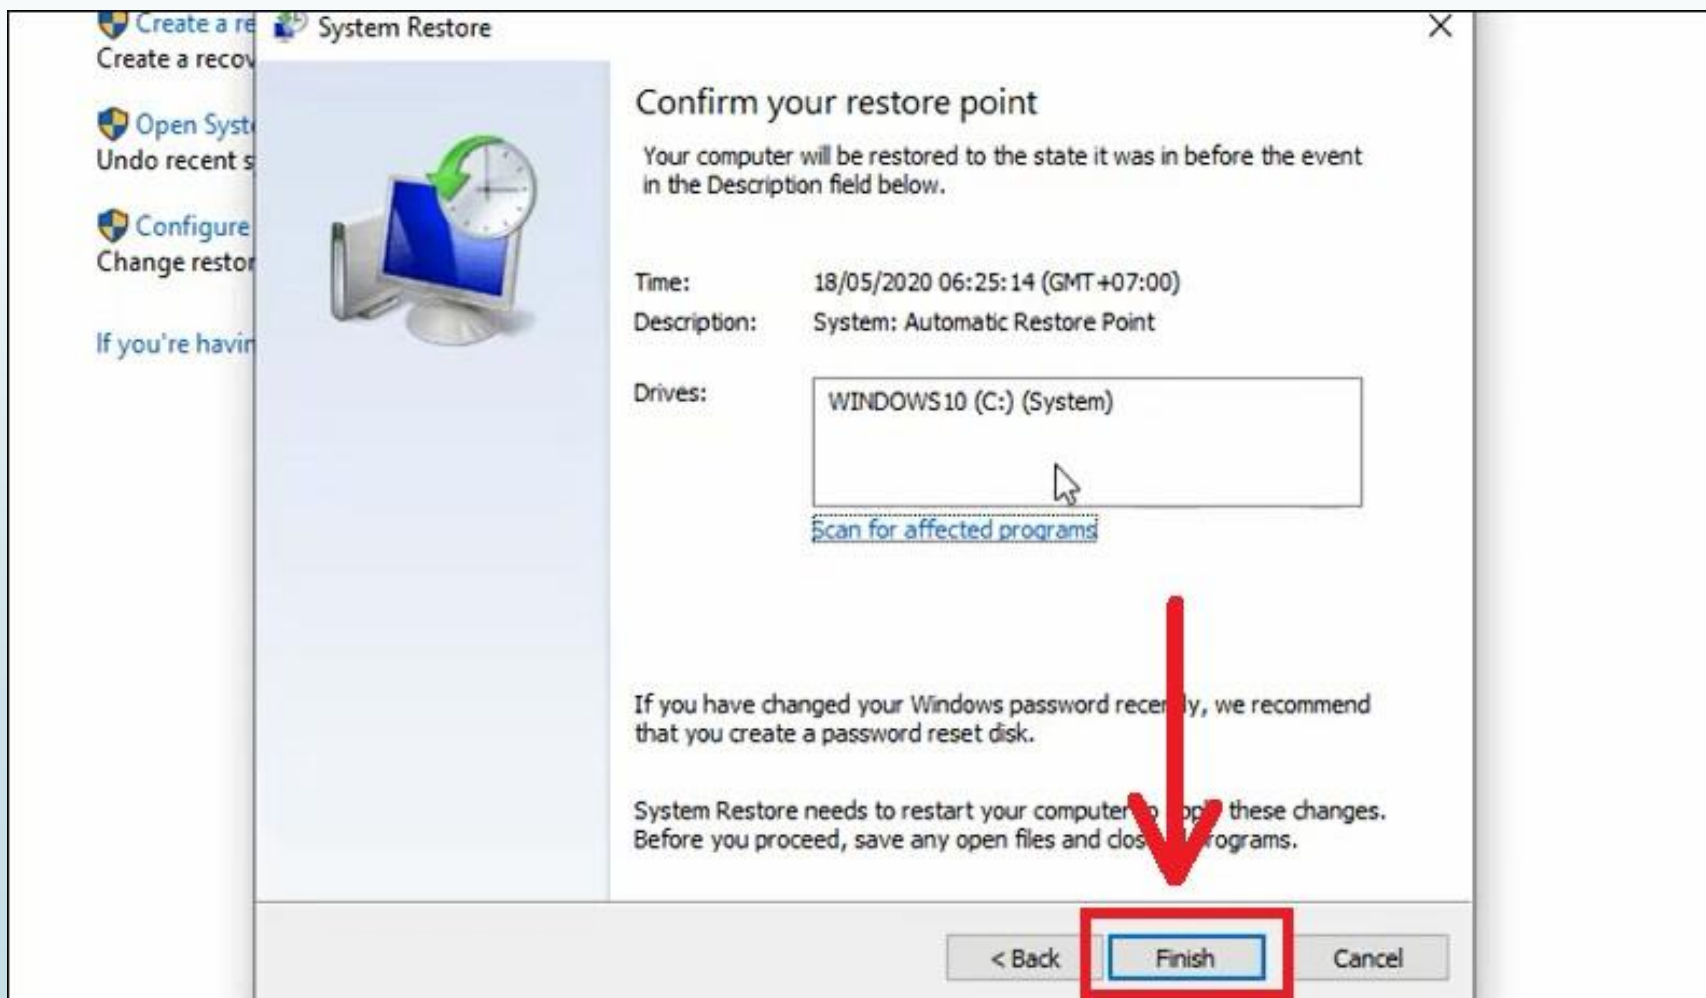 Create a re
Create a recov
Open Syst
Undo recent s
Configure
Change restor
If you're havin
System Restore
Confirm your restore point
Your computer will be restored to the state it was in before the event
in the Description field below.
Time: 18/05/2020 06:25:14 (GMT+07:00)
Description: System: Automatic Restore Point
Drives: WINDOWS10 (C:) (System)
Scan for affected programs
If you have changed your Windows password recently, we recommend
that you create a password reset disk.
System Restore needs to restart your computer to apply these changes.
Before you proceed, save any open files and close programs.
< Back Finish Cancel